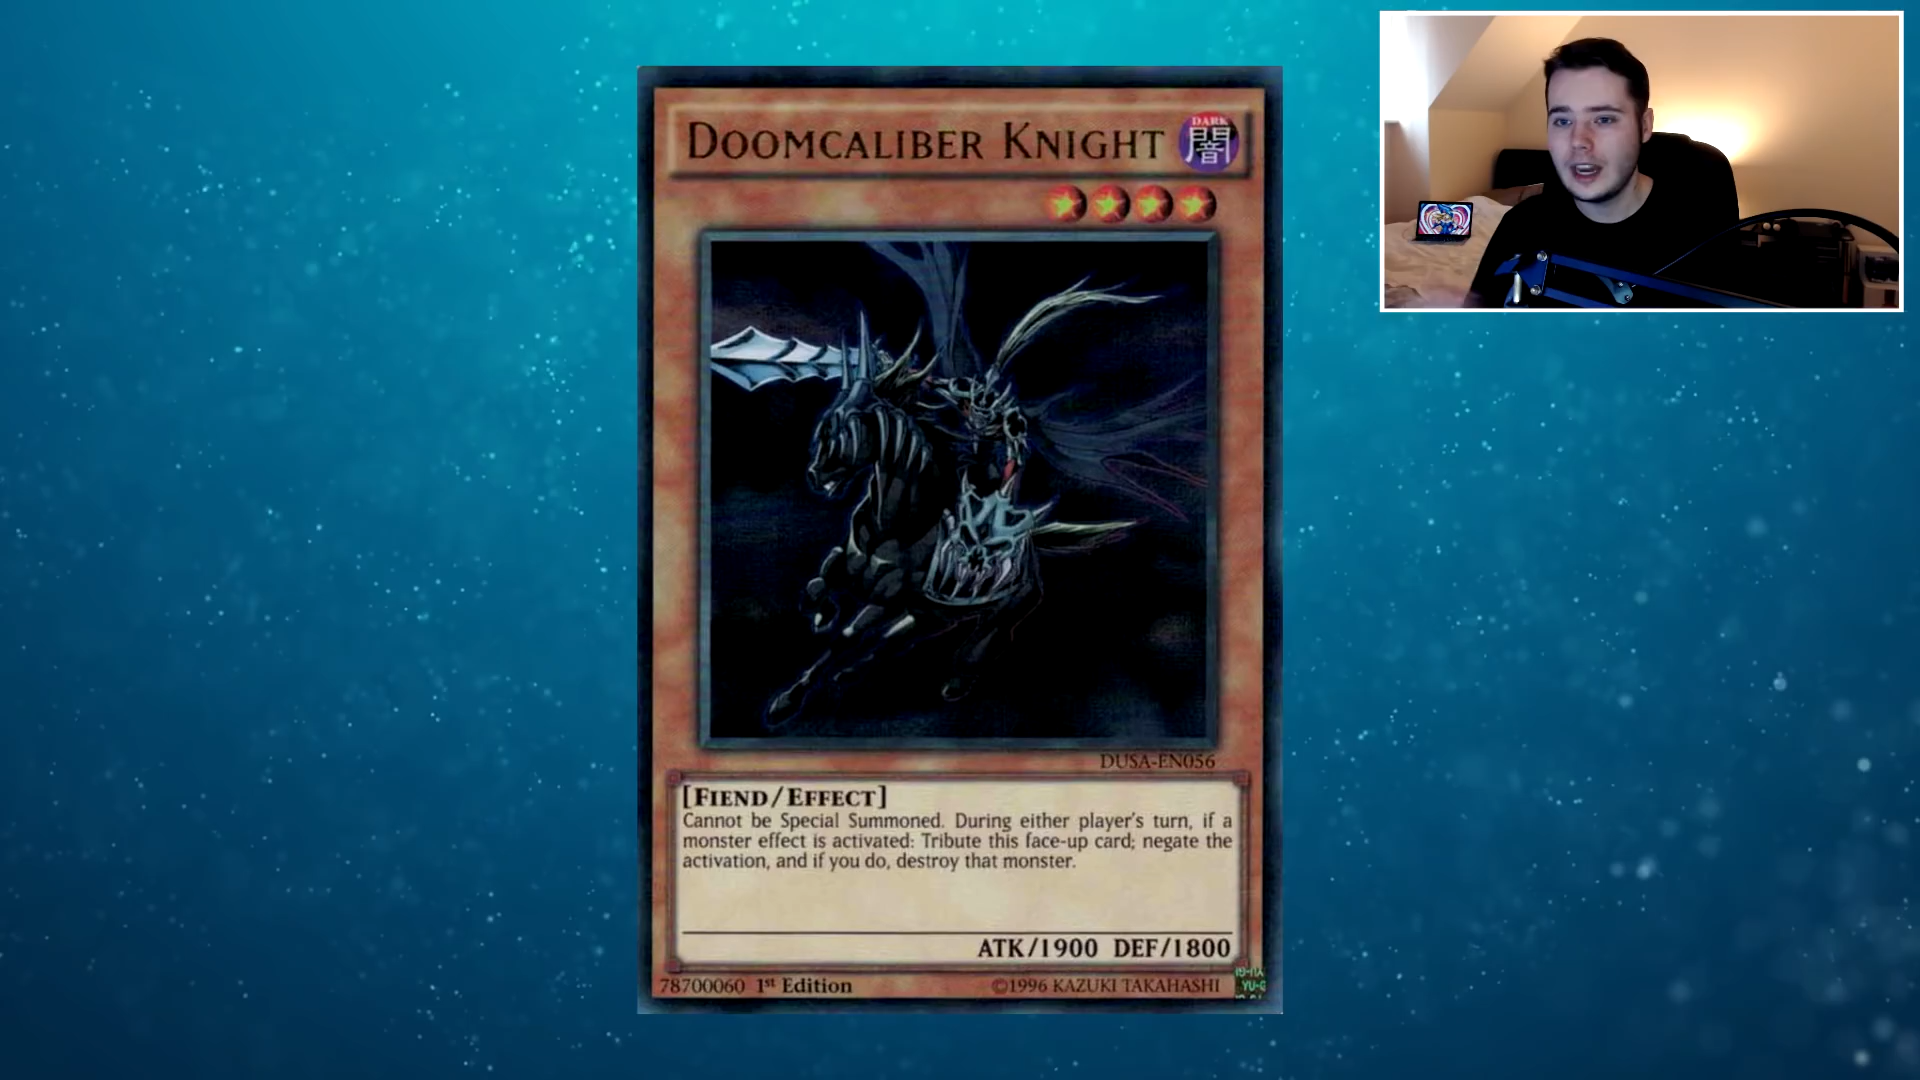 DOOMCALIBER KNIGHT
DARK
闇
DUSA-EN056
[FIEND/EFFECT]
Cannot be Special Summoned. During either player's turn, if a
monster effect is activated: Tribute this face-up card; negate the
activation, and if you do, destroy that monster.
ATK/1900 DEF/1800
78700060 1st Edition
©1996 KAZUKI TAKAHASHI